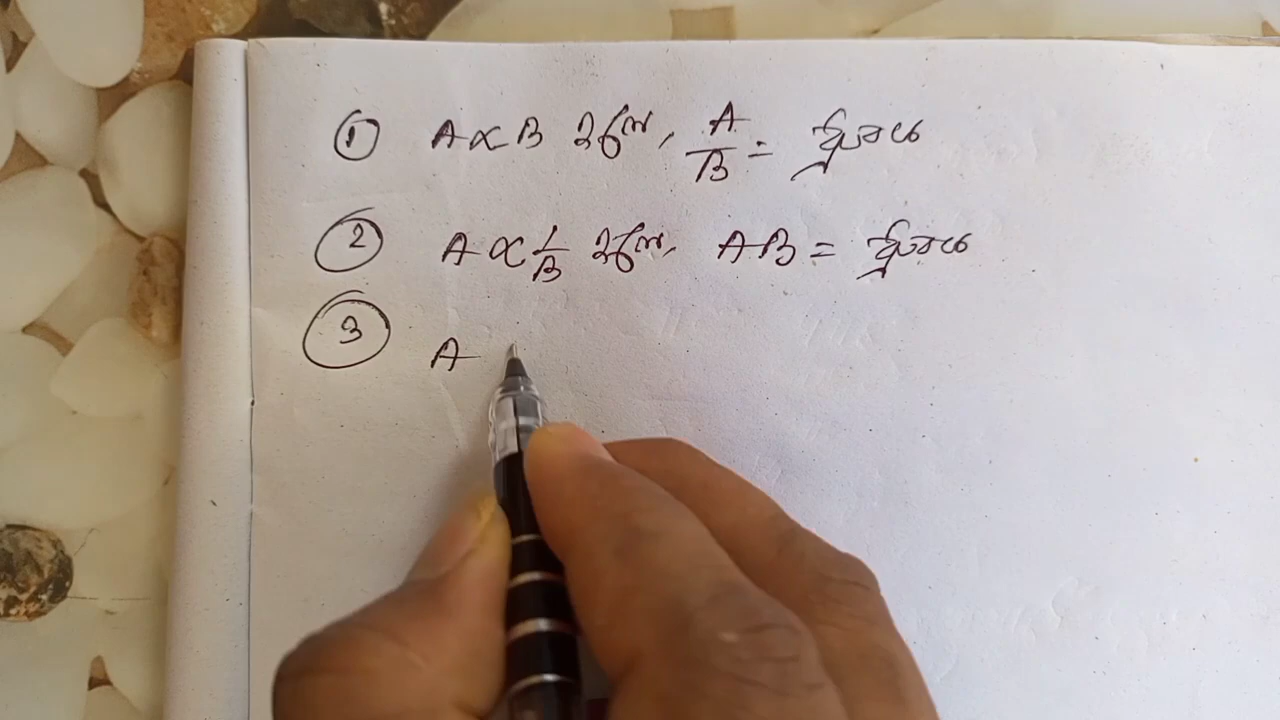 ① A ∝ B হলে, A/B = ধ্রুবক
② A ∝ 1/B হলে, AB = ধ্রুবক
③ A